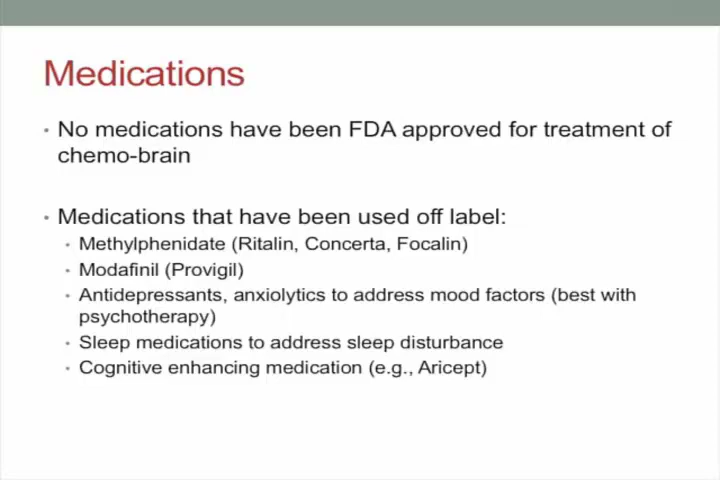 Medications
• No medications have been FDA approved for treatment of
chemo-brain
• Medications that have been used off label:
• Methylphenidate (Ritalin, Concerta, Focalin)
• Modafinil (Provigil)
• Antidepressants, anxiolytics to address mood factors (best with
psychotherapy)
• Sleep medications to address sleep disturbance
• Cognitive enhancing medication (e.g., Aricept)